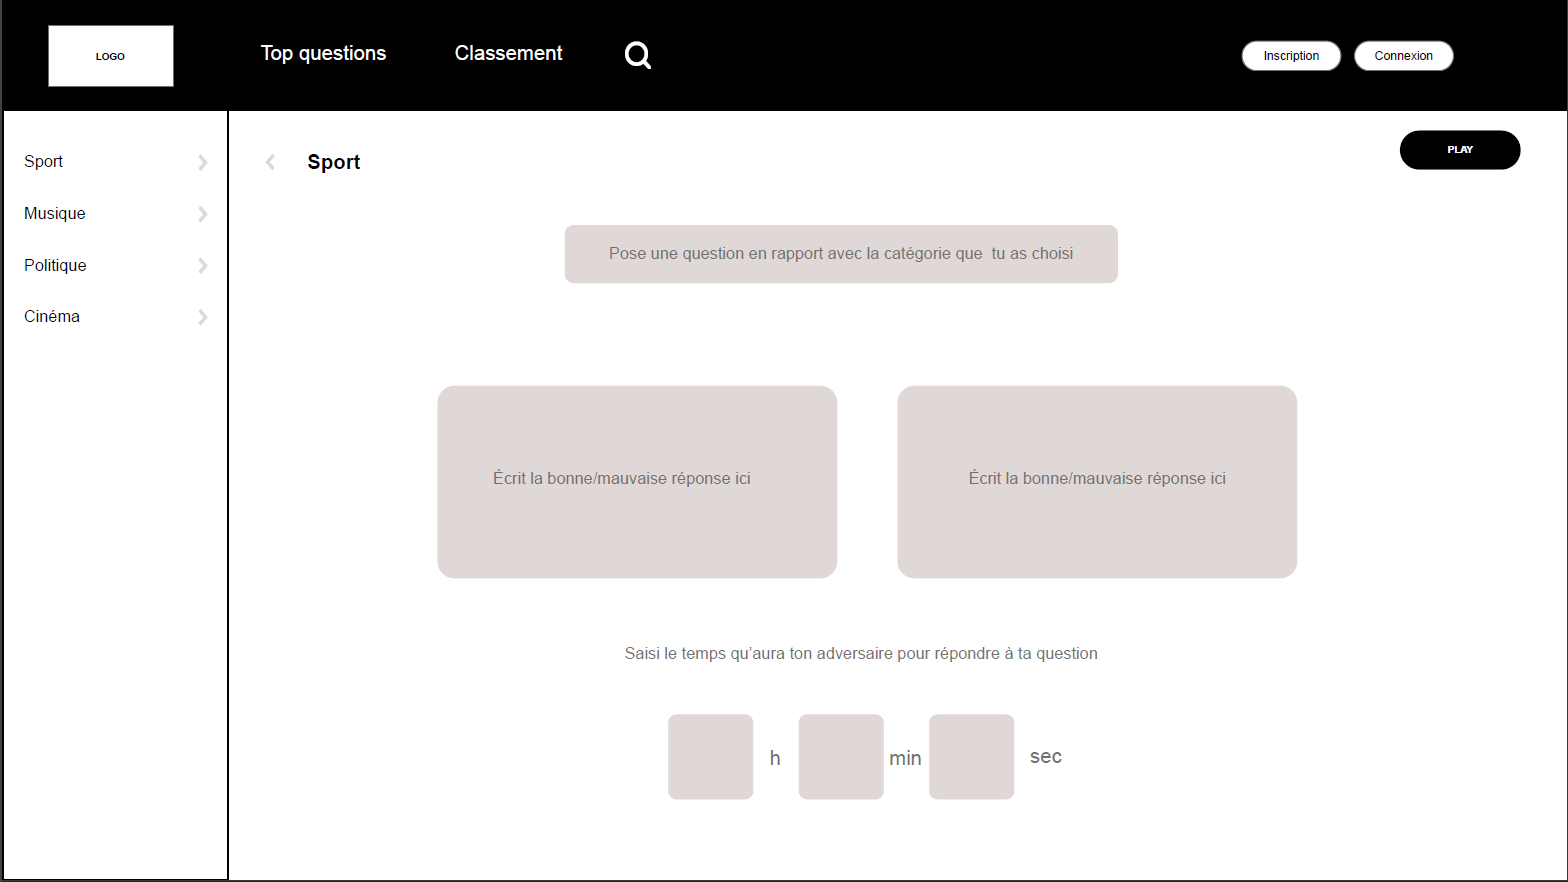 LOGO
Top questions
Classement
Inscription
Connexion
Sport
Musique
Politique
Cinéma
Sport
PLAY
Pose une question en rapport avec la catégorie que  tu as choisi
Écrit la bonne/mauvaise réponse ici
Écrit la bonne/mauvaise réponse ici
Saisi le temps qu’aura ton adversaire pour répondre à ta question
h
min
sec